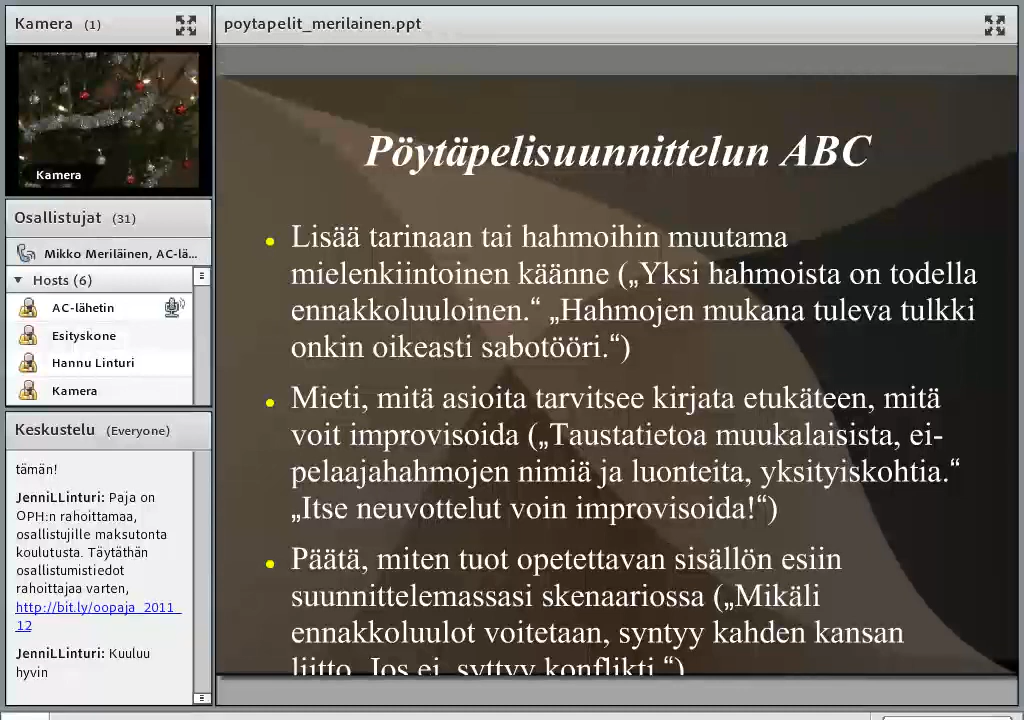 Kamera (1)
Kamera
Osallistujat (31)
Mikko Meriläinen, AC-lä...
Hosts (6)
AC-lähetin
Esityskone
Hannu Linturi
Kamera
Keskustelu (Everyone)
tämän!
JenniLLinturi: Paja on
OPH:n rahoittamaa,
osallistujille maksutonta
koulutusta. Täytäthän
osallistumistiedot
rahoittajaa varten,
http://bit.ly/oopaja_2011_
12
JenniLLinturi: Kuuluu
hyvin
poytapelit_merilainen.ppt
Pöytäpelisuunnittelun ABC
Lisää tarinaan tai hahmoihin muutama
mielenkiintoinen käänne („Yksi hahmoista on todella
ennakkoluuloinen.“ „Hahmojen mukana tuleva tulkki
onkin oikeasti sabotööri.“)
Mieti, mitä asioita tarvitsee kirjata etukäteen, mitä
voit improvisoida („Taustatietoa muukalaisista, ei-
pelaajahahmojen nimiä ja luonteita, yksityiskohtia.“
„Itse neuvottelut voin improvisoida!“)
Päätä, miten tuot opetettavan sisällön esiin
suunnittelemassasi skenaariossa („Mikäli
ennakkoluulot voitetaan, syntyy kahden kansan
liitto. Jos ei, syttyy konflikti.“)